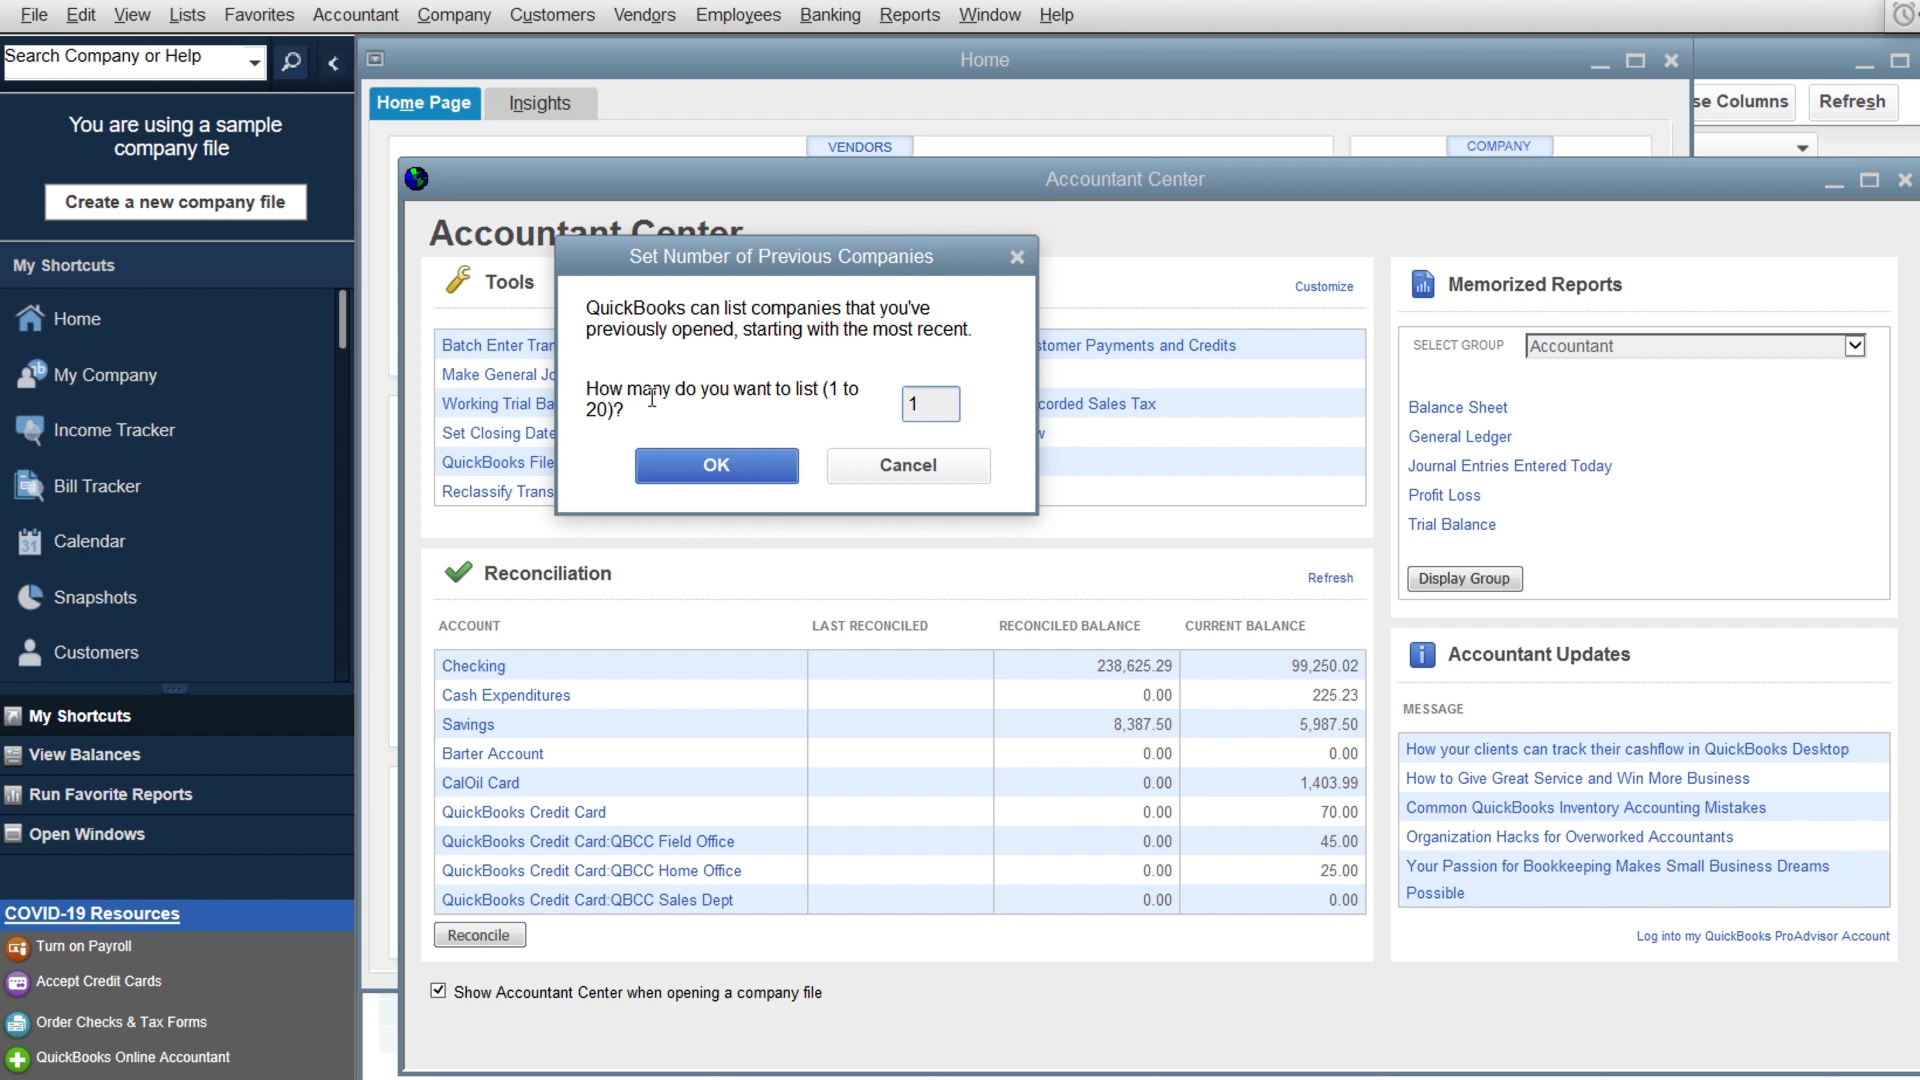 File Edit View Lists Favorites Accountant Company Customers Vendors Employees Banking Reports Window Help
Search Company or Help
Home
You are using a sample
company file
Create a new company file
My Shortcuts
Home
My Company
Income Tracker
Bill Tracker
31
Calendar
Snapshots
Customers
My Shortcuts
View Balances
Run Favorite Reports
Open Windows
COVID-19 Resources
Turn on Payroll
Accept Credit Cards
Order Checks & Tax Forms
QuickBooks Online Accountant
Home Page Insights
se Columns Refresh
VENDORS COMPANY
Accountant Center
Accountant Center
Set Number of Previous Companies
QuickBooks can list companies that you've
previously opened, starting with the most recent.
How many do you want to list (1 to
20)?
1
OK Cancel
Tools
Customize
Batch Enter Tran
Make General Jo
Working Trial Ba
Set Closing Date
QuickBooks File
Reclassify Trans
stomer Payments and Credits
corded Sales Tax
w
Reconciliation
Refresh
ACCOUNT LAST RECONCILED RECONCILED BALANCE CURRENT BALANCE
Checking 238,625.29 99,250.02
Cash Expenditures 0.00 225.23
Savings 8,387.50 5,987.50
Barter Account 0.00 0.00
CalOil Card 0.00 1,403.99
QuickBooks Credit Card 0.00 70.00
QuickBooks Credit Card:QBCC Field Office 0.00 45.00
QuickBooks Credit Card:QBCC Home Office 0.00 25.00
QuickBooks Credit Card:QBCC Sales Dept 0.00 0.00
Reconcile
Show Accountant Center when opening a company file
Memorized Reports
SELECT GROUP Accountant
Balance Sheet
General Ledger
Journal Entries Entered Today
Profit Loss
Trial Balance
Display Group
Accountant Updates
MESSAGE
How your clients can track their cashflow in QuickBooks Desktop
How to Give Great Service and Win More Business
Common QuickBooks Inventory Accounting Mistakes
Organization Hacks for Overworked Accountants
Your Passion for Bookkeeping Makes Small Business Dreams
Possible
Log into my QuickBooks ProAdvisor Account